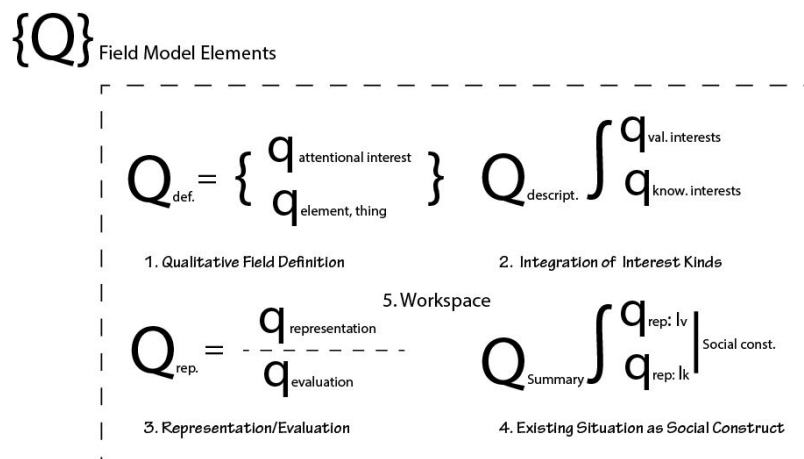 {Q} Field Model Elements
Q def. = { q attentional interest
q element, thing }
1. Qualitative Field Definition
Q descript. ∫ q val. interests
q know. interests
2. Integration of Interest Kinds
5. Workspace
Q rep. = q representation
q evaluation
3. Representation/Evaluation
Q Summary ∫ q rep: Iv
q rep: Ik | Social const.
4. Existing Situation as Social Construct